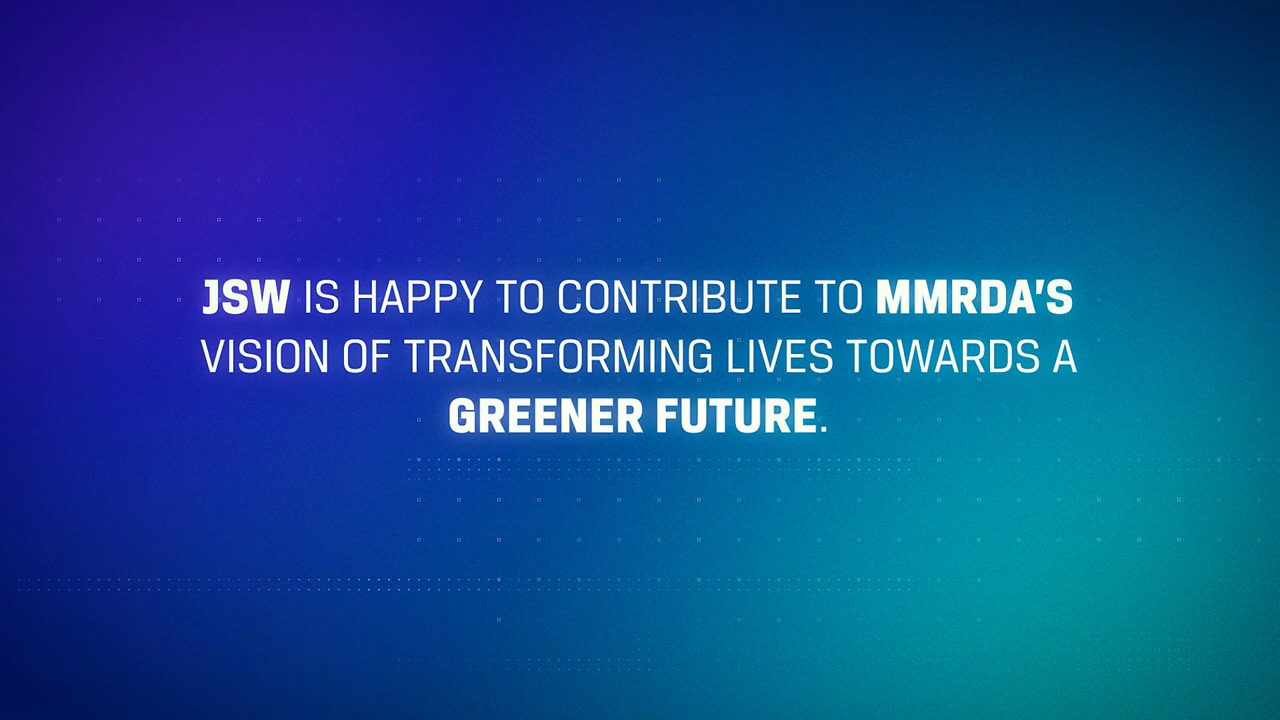 JSW IS HAPPY TO CONTRIBUTE TO MMRDA'S
VISION OF TRANSFORMING LIVES TOWARDS A
GREENER FUTURE.